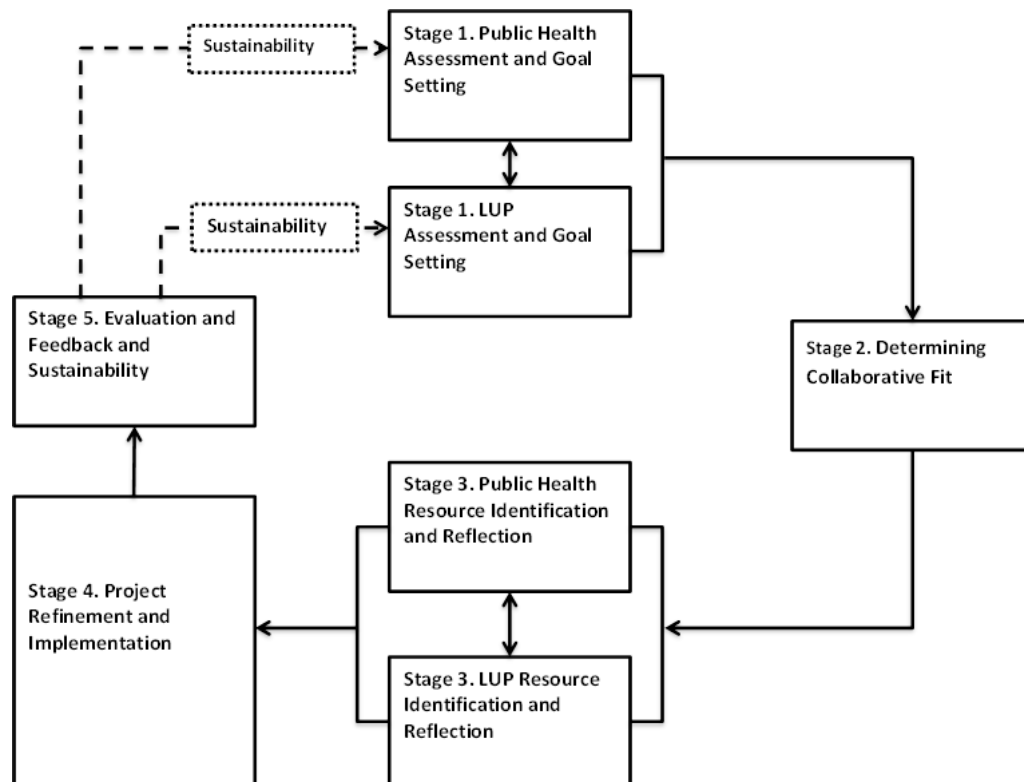 Sustainability
Stage 1. Public Health
Assessment and Goal
Setting
Sustainability
Stage 1. LUP
Assessment and Goal
Setting
Stage 5. Evaluation and
Feedback and
Sustainability
Stage 2. Determining
Collaborative Fit
Stage 3. Public Health
Resource Identification
and Reflection
Stage 4. Project
Refinement and
Implementation
Stage 3. LUP Resource
Identification and
Reflection